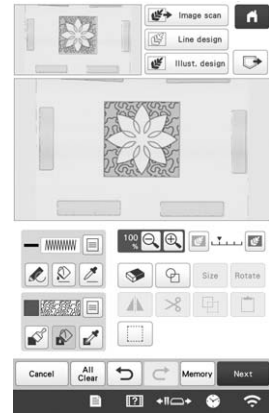 Image scan
Line design
Illust. design
100
%
Size
Rotate
Cancel
All
Clear
Memory
Next